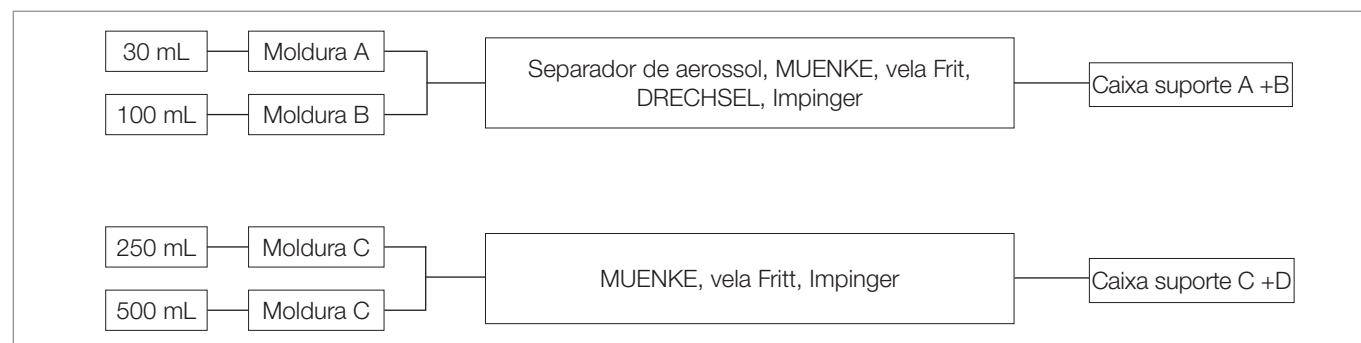 30 mL
Moldura A
100 mL
Moldura B
Separador de aerossol, MUENKE, vela Frit,
DRECHSEL, Impinger
Caixa suporte A +B
250 mL
Moldura C
500 mL
Moldura C
MUENKE, vela Fritt, Impinger
Caixa suporte C +D